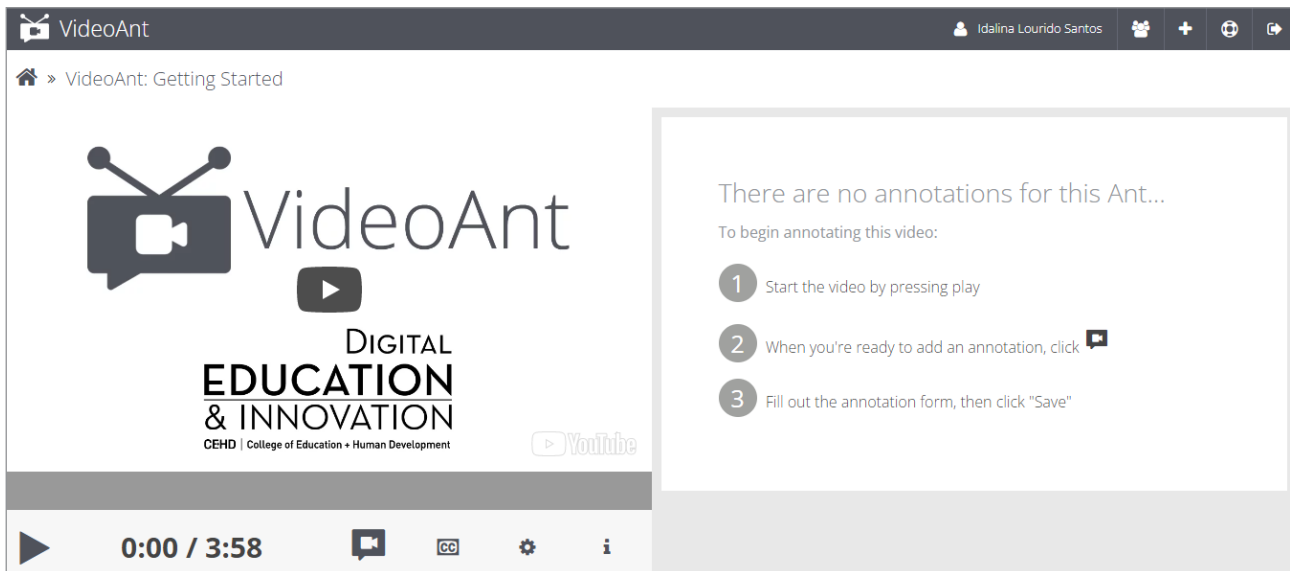 VideoAnt
Idalina Lourido Santos
» VideoAnt: Getting Started
VideoAnt
DIGITAL
EDUCATION
& INNOVATION
CEHD | College of Education + Human Development
YouTube
0:00 / 3:58
CC
i
There are no annotations for this Ant...
To begin annotating this video:
1 Start the video by pressing play
2 When you're ready to add an annotation, click
3 Fill out the annotation form, then click "Save"